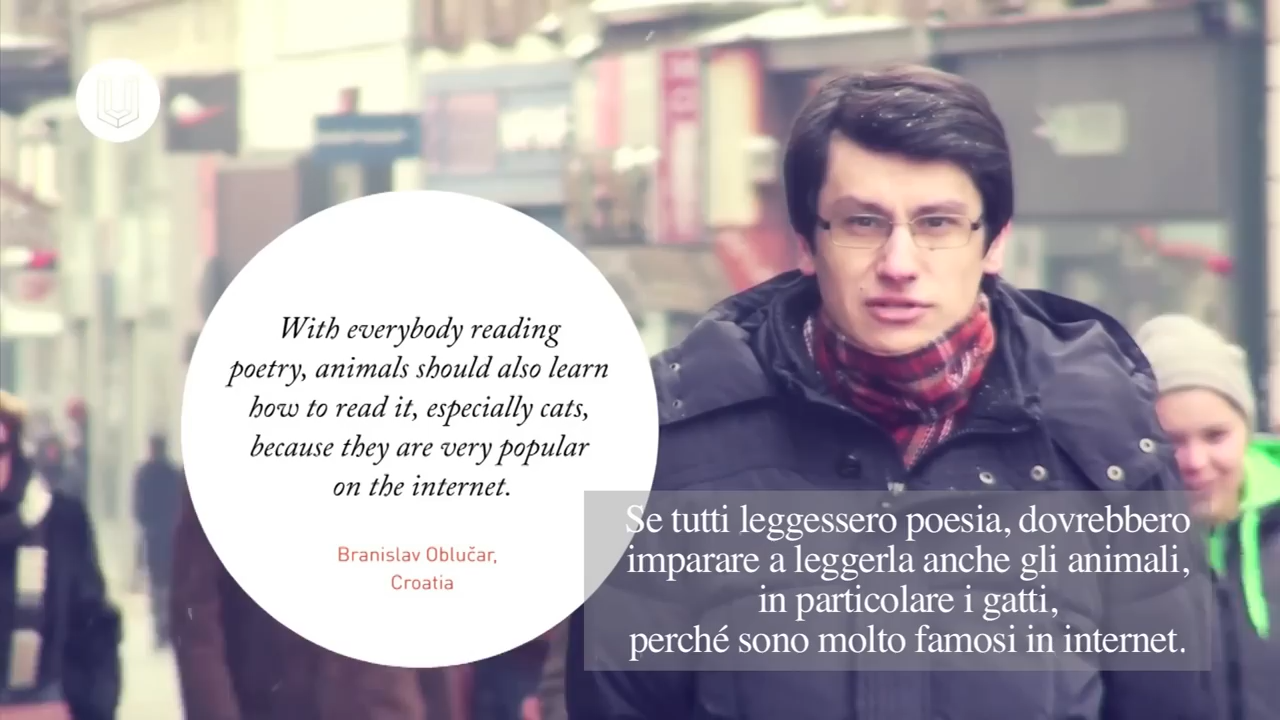 With everybody reading
poetry, animals should also learn
how to read it, especially cats,
because they are very popular
on the internet.
Branislav Oblučar,
Croatia
Se tutti leggessero poesia, dovrebbero
imparare a leggerla anche gli animali,
in particolare i gatti,
perché sono molto famosi in internet.